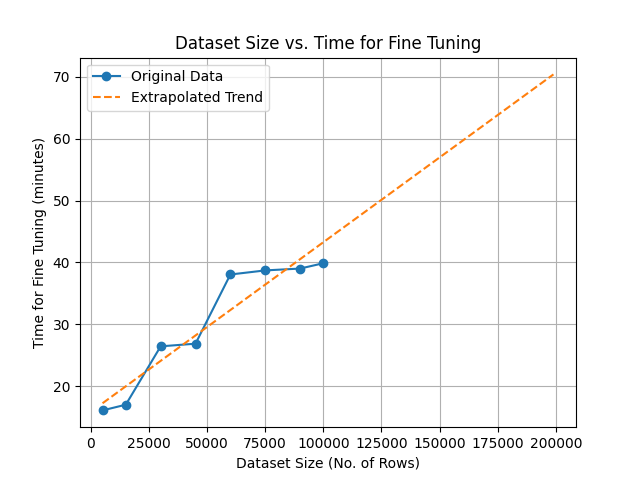 Dataset Size vs. Time for Fine Tuning
Original Data
Extrapolated Trend
70
60
50
40
30
20
Time for Fine Tuning (minutes)
0 25000 50000 75000 100000 125000 150000 175000 200000
Dataset Size (No. of Rows)